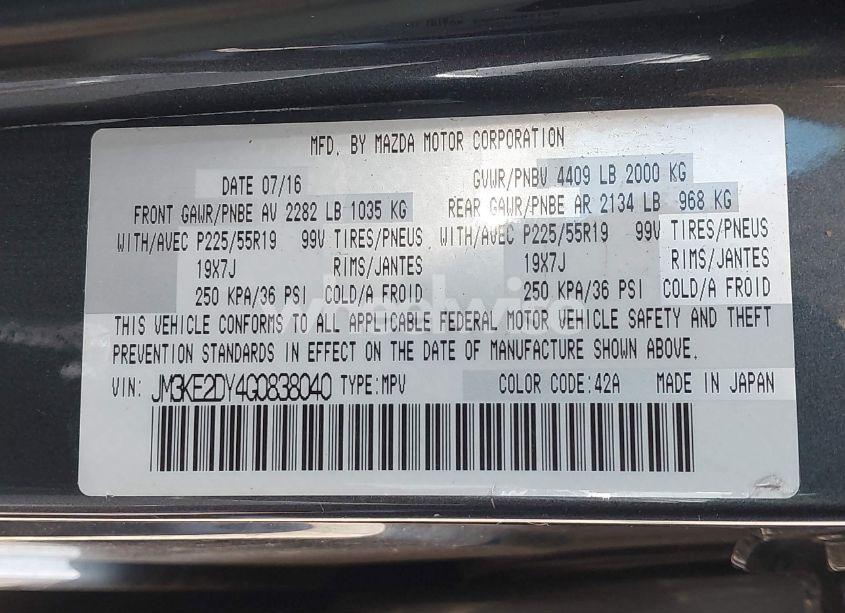 MFD. BY MAZDA MOTOR CORPORATION
DATE 07/16 GVWR/PNBV 4409 LB 2000 KG
FRONT GAWR/PNBE AV 2282 LB 1035 KG REAR GAWR/PNBE AR 2134 LB 968 KG
WITH/AVEC P225/55R19 99V TIRES/PNEUS WITH/AVEC P225/55R19 99V TIRES/PNEUS
19X7J RIMS/JANTES 19X7J RIMS/JANTES
250 KPA/36 PSI COLD/A FROID 250 KPA/36 PSI COLD/A FROID
THIS VEHICLE CONFORMS TO ALL APPLICABLE FEDERAL MOTOR VEHICLE SAFETY AND THEFT
PREVENTION STANDARDS IN EFFECT ON THE DATE OF MANUFACTURE SHOWN ABOVE.
VIN: JM3KE2DY4G0838040 TYPE:MPV COLOR CODE:42A MADE IN JAPAN